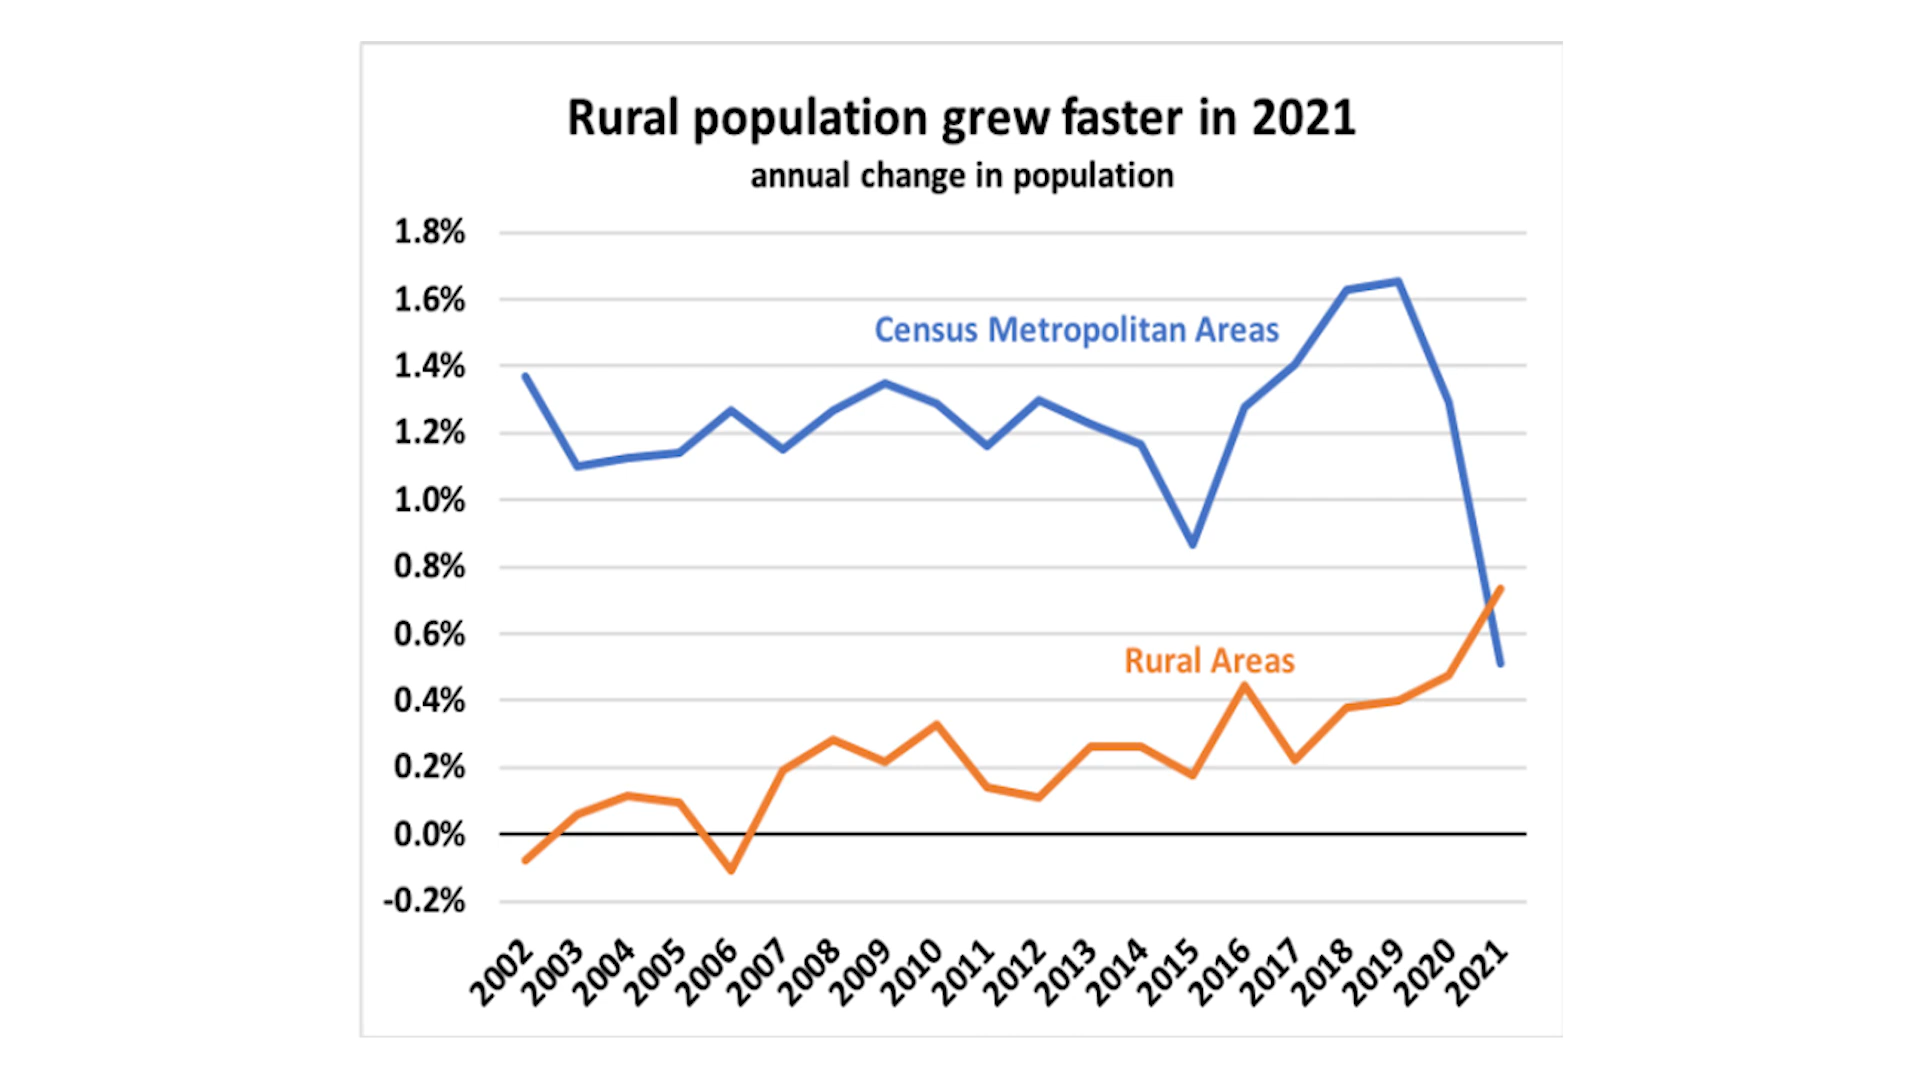 Rural population grew faster in 2021
annual change in population
1.8%
1.6%
Census Metropolitan Areas
1.4%
1.2%
1.0%
0.8%
0.6%
Rural Areas
0.4%
0.2%
0.0%
-0.2%
2002 2003 2004 2005 2006 2007 2008 2009 2010 2011 2012 2013 2014 2015 2016 2017 2018 2019 2020 2021